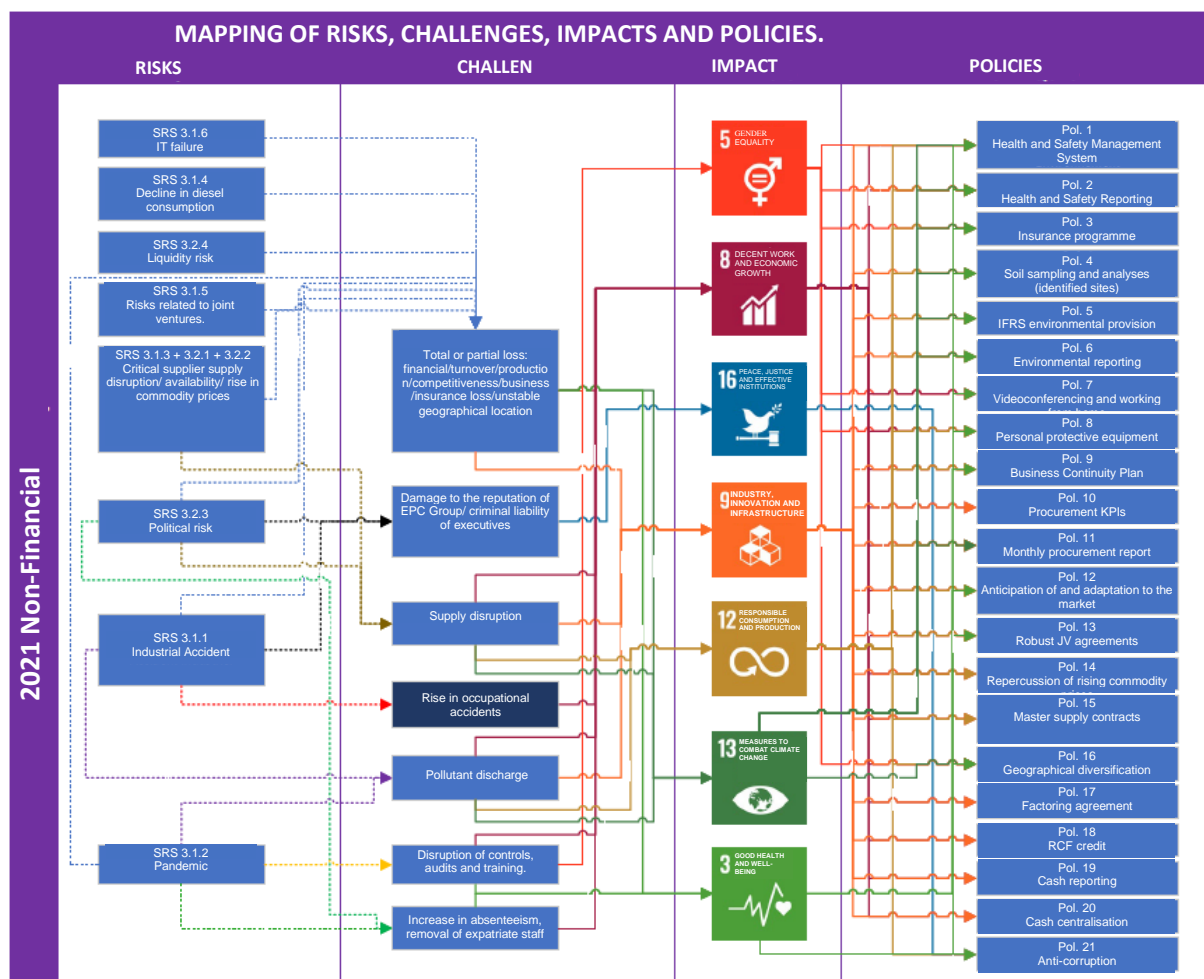 MAPPING OF RISKS, CHALLENGES, IMPACTS AND POLICIES.
RISKS
CHALLEN
IMPACT
POLICIES
2021 Non-Financial
SRS 3.1.6
IT failure
SRS 3.1.4
Decline in diesel
consumption
SRS 3.2.4
Liquidity risk
SRS 3.1.5
Risks related to joint
ventures.
SRS 3.1.3 + 3.2.1 + 3.2.2
Critical supplier supply
disruption/ availability/ rise in
commodity prices
SRS 3.2.3
Political risk
SRS 3.1.1
Industrial Accident
SRS 3.1.2
Pandemic
Total or partial loss:
financial/turnover/productio
n/competitiveness/business
/insurance loss/unstable
geographical location
Damage to the reputation of
EPC Group/ criminal liability
of executives
Supply disruption
Rise in occupational
accidents
Pollutant discharge
Disruption of controls,
audits and training.
Increase in absenteeism,
removal of expatriate staff
5 GENDER
EQUALITY
8 DECENT WORK
AND ECONOMIC
GROWTH
16 PEACE, JUSTICE
AND EFFECTIVE
INSTITUTIONS
9 INDUSTRY,
INNOVATION AND
INFRASTRUCTURE
12 RESPONSIBLE
CONSUMPTION
AND PRODUCTION
13 MEASURES TO
COMBAT CLIMATE
CHANGE
3 GOOD HEALTH
AND WELL-
BEING
Pol. 1
Health and Safety Management
System
Pol. 2
Health and Safety Reporting
Pol. 3
Insurance programme
Pol. 4
Soil sampling and analyses
(identified sites)
Pol. 5
IFRS environmental provision
Pol. 6
Environmental reporting
Pol. 7
Videoconferencing and working
Pol. 8
Personal protective equipment
Pol. 9
Business Continuity Plan
Pol. 10
Procurement KPIs
Pol. 11
Monthly procurement report
Pol. 12
Anticipation of and adaptation to the
market
Pol. 13
Robust JV agreements
Pol. 14
Repercussion of rising commodity
Pol. 15
Master supply contracts
Pol. 16
Geographical diversification
Pol. 17
Factoring agreement
Pol. 18
RCF credit
Pol. 19
Cash reporting
Pol. 20
Cash centralisation
Pol. 21
Anti-corruption